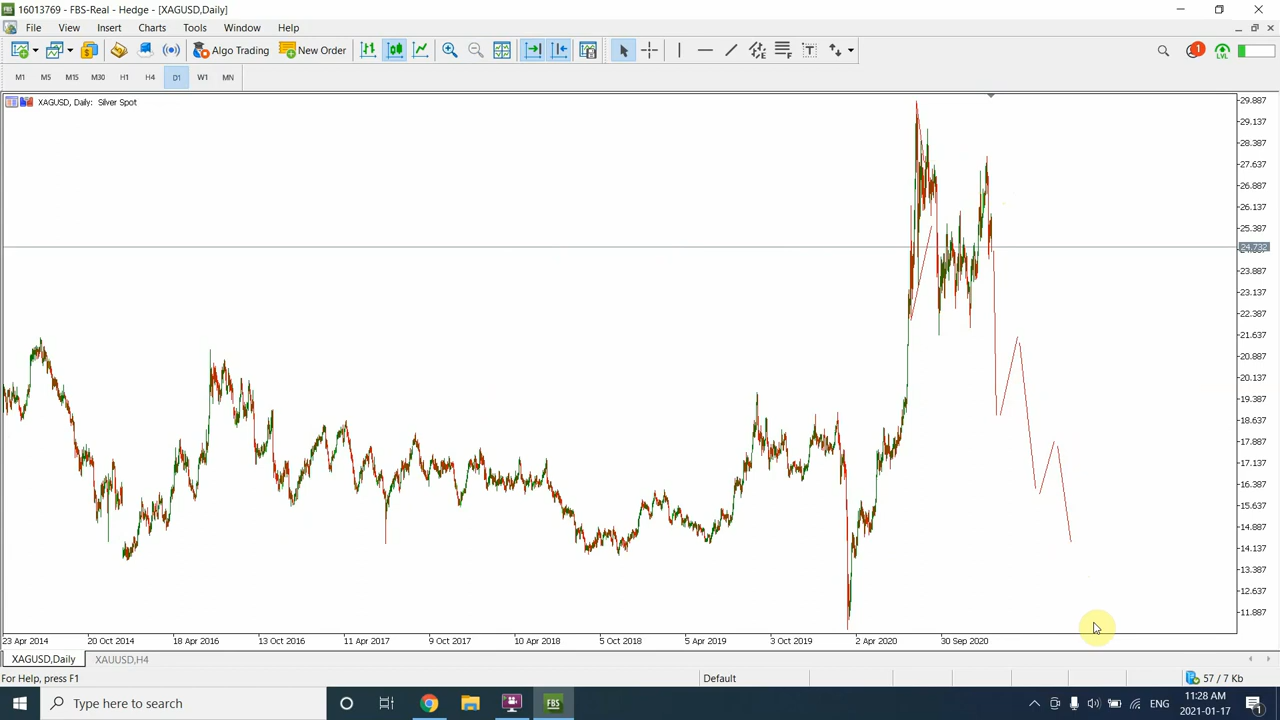 16013769 - FBS-Real - Hedge - [XAGUSD,Daily]
File View Insert Charts Tools Window Help
Algo Trading New Order 1 LVL
M1 M5 M15 M30 H1 H4 D1 W1 MN
XAGUSD, Daily: Silver Spot
29.887
29.137
28.387
27.637
26.887
26.137
25.387
24.732
23.887
23.137
22.387
21.637
20.887
20.137
19.387
18.637
17.887
17.137
16.387
15.637
14.887
14.137
13.387
12.637
11.887
23 Apr 2014 20 Oct 2014 18 Apr 2016 13 Oct 2016 11 Apr 2017 9 Oct 2017 10 Apr 2018 5 Oct 2018 5 Apr 2019 3 Oct 2019 2 Apr 2020 30 Sep 2020
XAGUSD,Daily XAUUSD,H4
For Help, press F1 Default 57 / 7 Kb
Type here to search FBS ENG 11:28 AM
2021-01-17 1